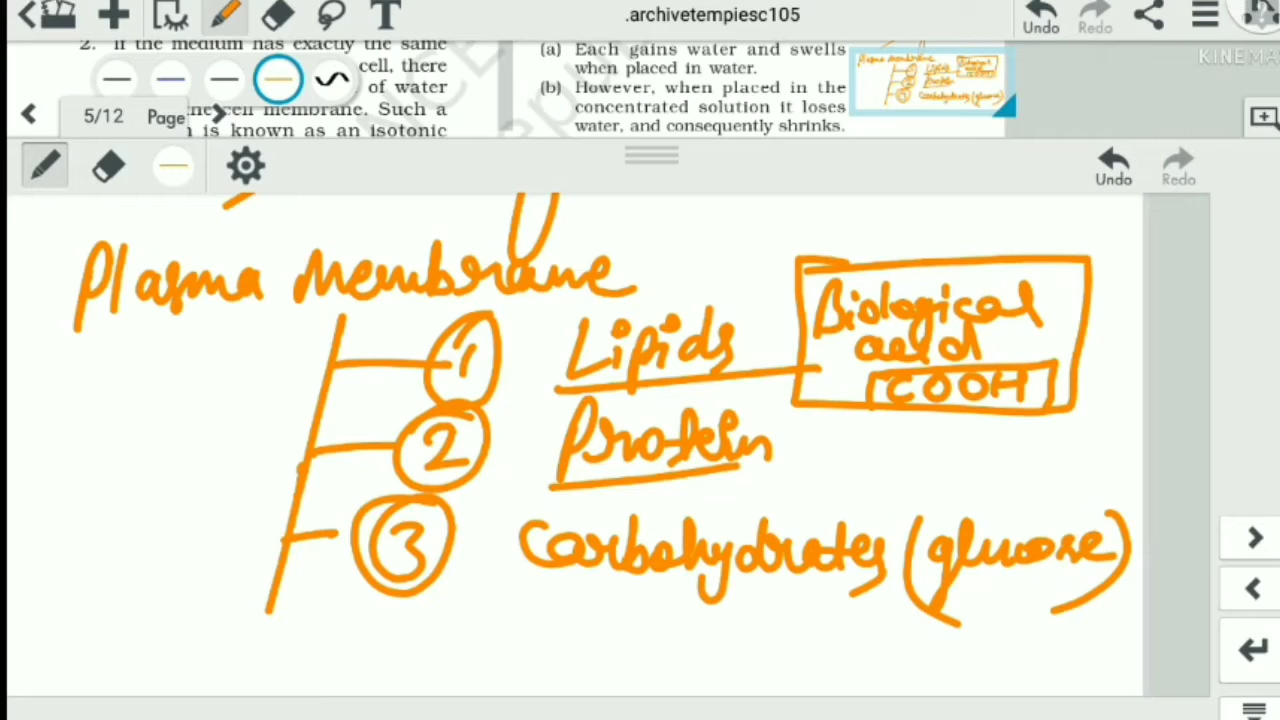 .archivetempiesc105
Undo
Redo
KINEMA
2. If the medium has exactly the same
cell, there
of water
cell membrane. Such a
is known as an isotonic
(a) Each gains water and swells
when placed in water.
(b) However, when placed in the
concentrated solution it loses
water, and consequently shrinks.
5/12 Page
Undo
Redo
Plasma Membrane
1 Lipids
Biological
acid
COOH
2 Protein
3 Carbohydrates (glucose)